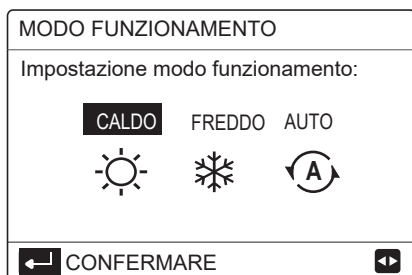 MODO FUNZIONAMENTO
Impostazione modo funzionamento:
CALDO FREDDO AUTO
A
CONFERMARE